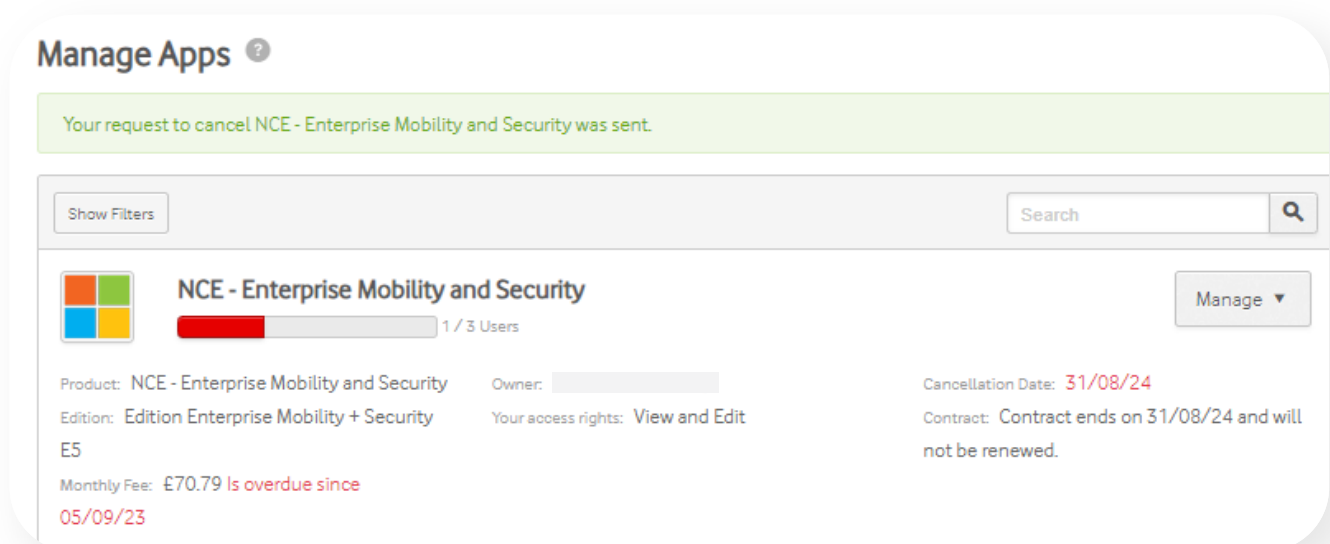 Manage Apps ?
Your request to cancel NCE - Enterprise Mobility and Security was sent.
Show Filters
Search
NCE - Enterprise Mobility and Security
Manage ▼
1 / 3 Users
Product: NCE - Enterprise Mobility and Security
Edition: Edition Enterprise Mobility + Security
E5
Monthly Fee: £70.79 Is overdue since
05/09/23
Owner:
Your access rights: View and Edit
Cancellation Date: 31/08/24
Contract: Contract ends on 31/08/24 and will
not be renewed.